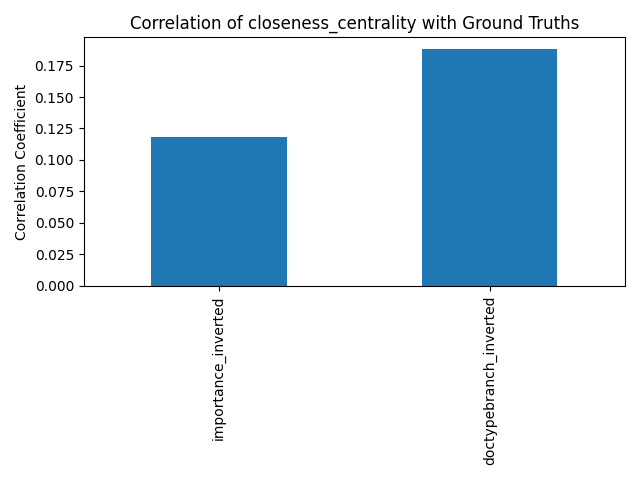 Correlation of closeness_centrality with Ground Truths
Correlation Coefficient
0.175
0.150
0.125
0.100
0.075
0.050
0.025
0.000
importance_inverted
doctypebranch_inverted